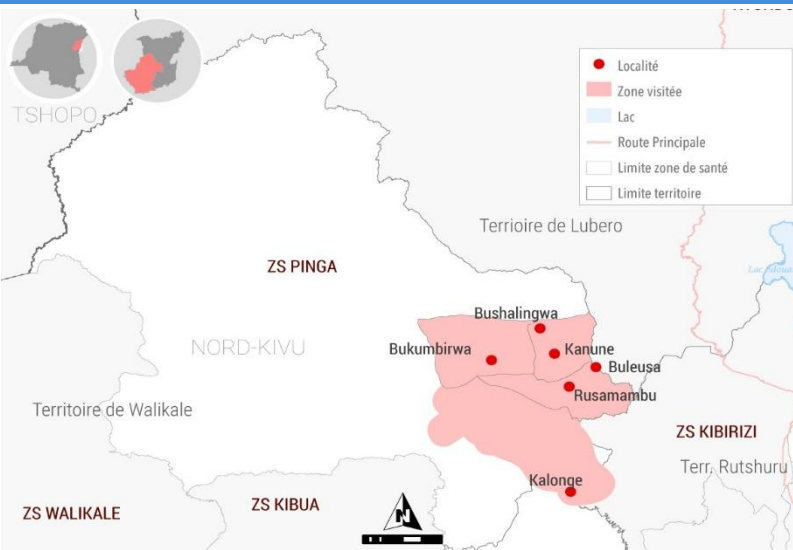 TSHOPO
Localité
Zone visitée
Lac
Route Principale
Limite zone de santé
Limite territoire
Terrioire de Lubero
ZS PINGA
Bushalingwa
NORD-KIVU
Bukumbirwa
Kanune
Buleusa
Rusamambu
Territoire de Walikale
ZS KIBIRIZI
Terr. Rutshuru
Kalonge
ZS KIBUA
ZS WALIKALE
N